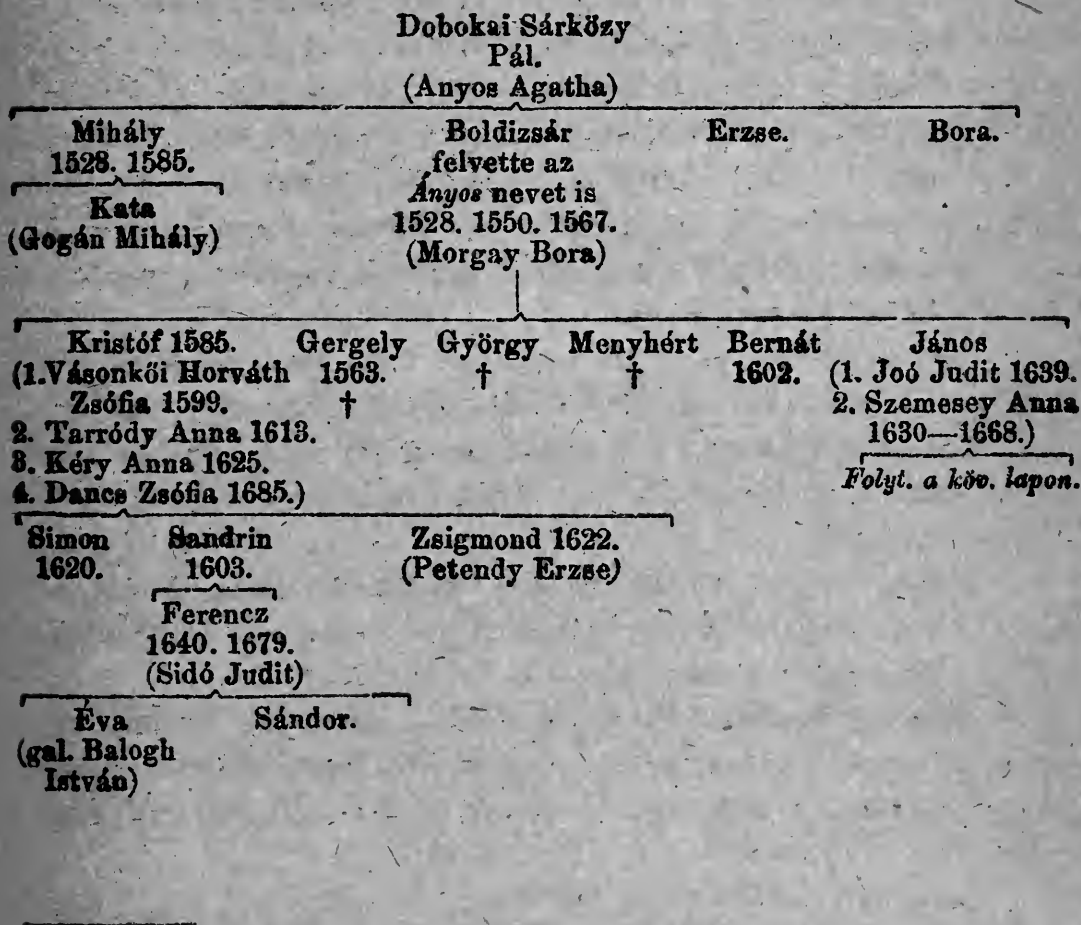 Dobokai Sárközy
Pál.
(Anyos Agatha)
Mihály Boldizsár Erzse. Bora.
1528. 1585. felvette az
Ányos nevet is
Kata 1528. 1550. 1567.
(Gogán Mihály) (Morgay Bora)
Kristóf 1585. Gergely György Menyhért Bernát János
(1.Vásonkői Horváth 1563. † † 1602. (1. Joó Judit 1639.
Zsófia 1599. † 2. Szemesey Anna
2. Tarródy Anna 1613. 1630—1668.)
3. Kéry Anna 1625.
4. Dancs Zsófia 1685.) Folyt. a köv. lapon.
Simon Sandrin Zsigmond 1622.
1620. 1603. (Petendy Erzse)
Ferencz
1640. 1679.
(Sidó Judit)
Éva Sándor.
(gal. Balogh
István)